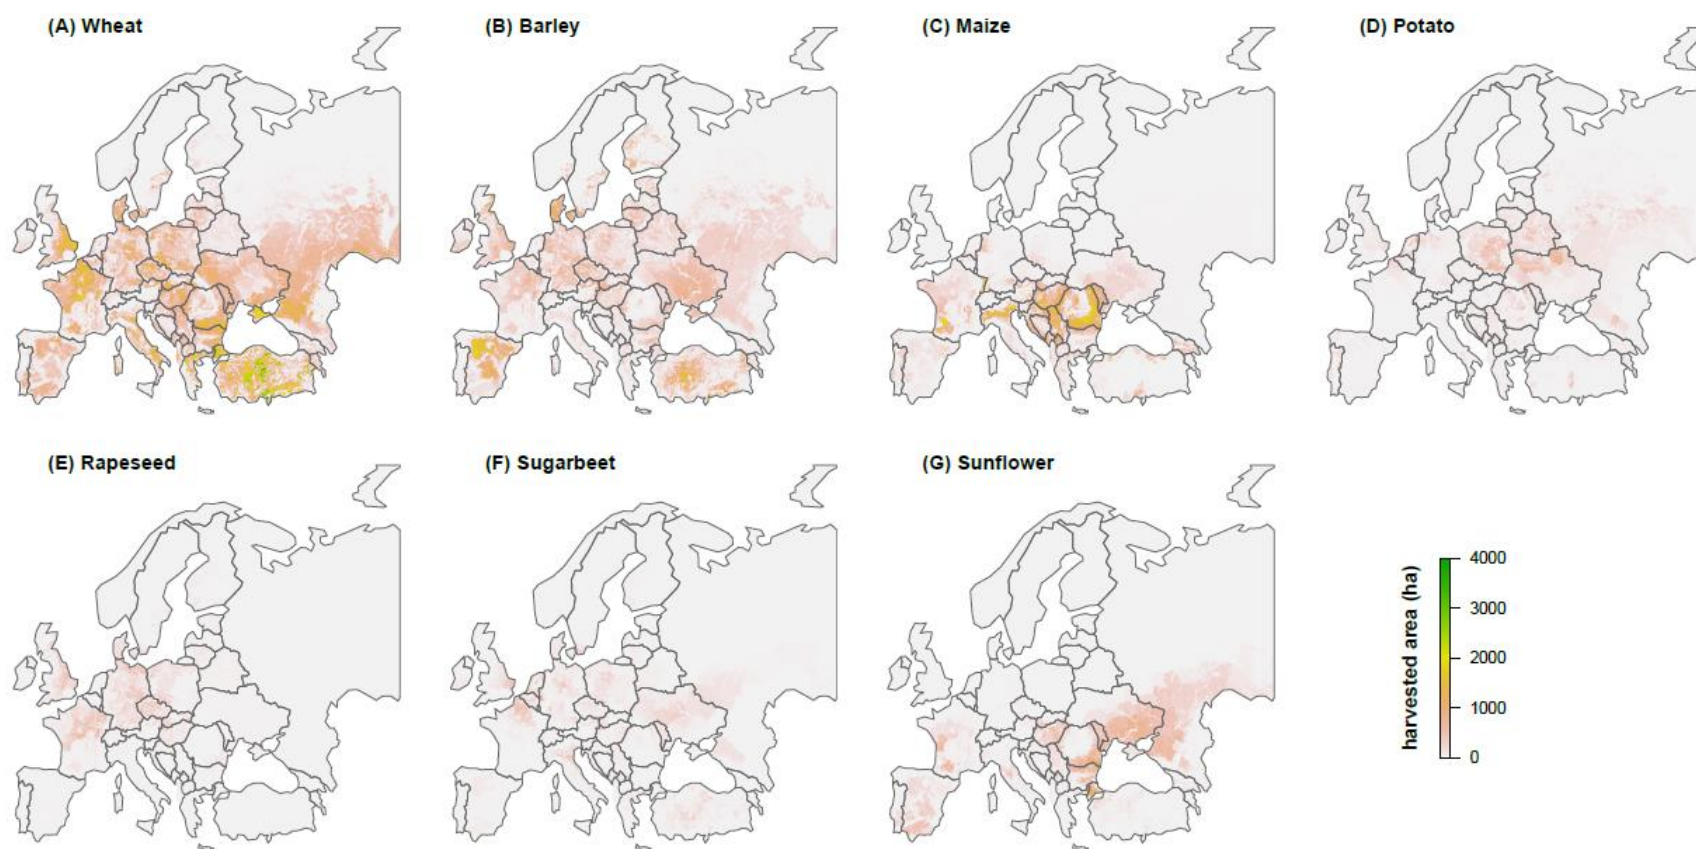 (A) Wheat
(B) Barley
(C) Maize
(D) Potato
(E) Rapeseed
(F) Sugarbeet
(G) Sunflower
harvested area (ha)
4000
3000
2000
1000
0